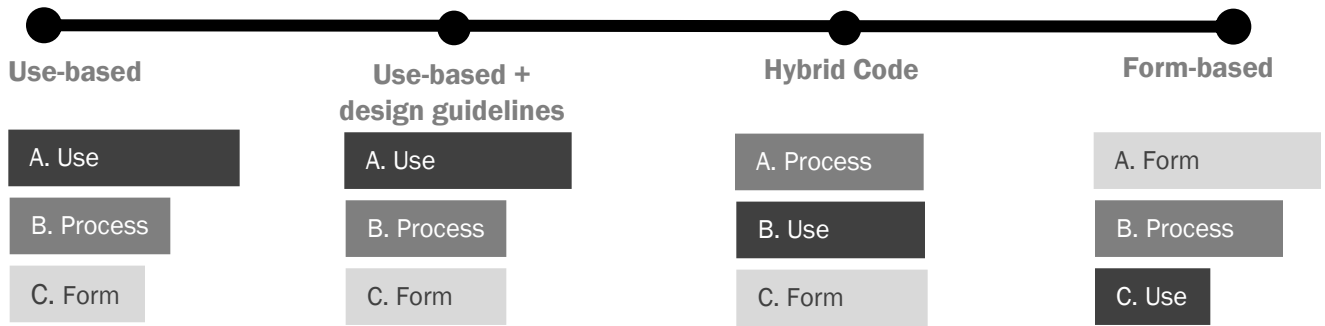 Use-based
Use-based +
design guidelines
Hybrid Code
Form-based
A. Use
B. Process
C. Form
A. Use
B. Process
C. Form
A. Process
B. Use
C. Form
A. Form
B. Process
C. Use